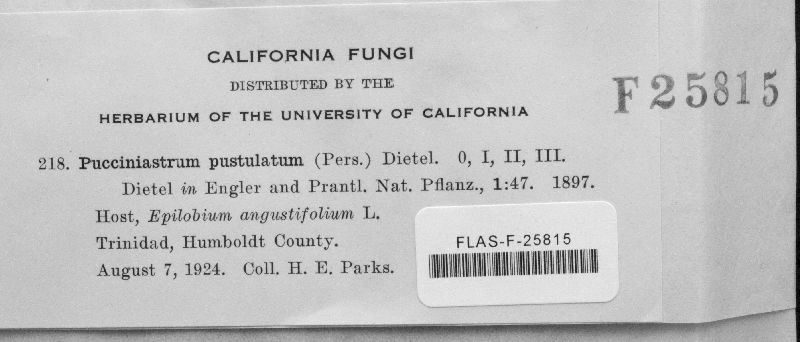 CALIFORNIA FUNGI
DISTRIBUTED BY THE
HERBARIUM OF THE UNIVERSITY OF CALIFORNIA
F25815
218. Pucciniastrum pustulatum (Pers.) Dietel. 0, I, II, III.
Dietel in Engler and Prantl. Nat. Pflanz., 1:47. 1897.
Host, Epilobium angustifolium L.
Trinidad, Humboldt County.
August 7, 1924. Coll. H. E. Parks.
FLAS-F-25815